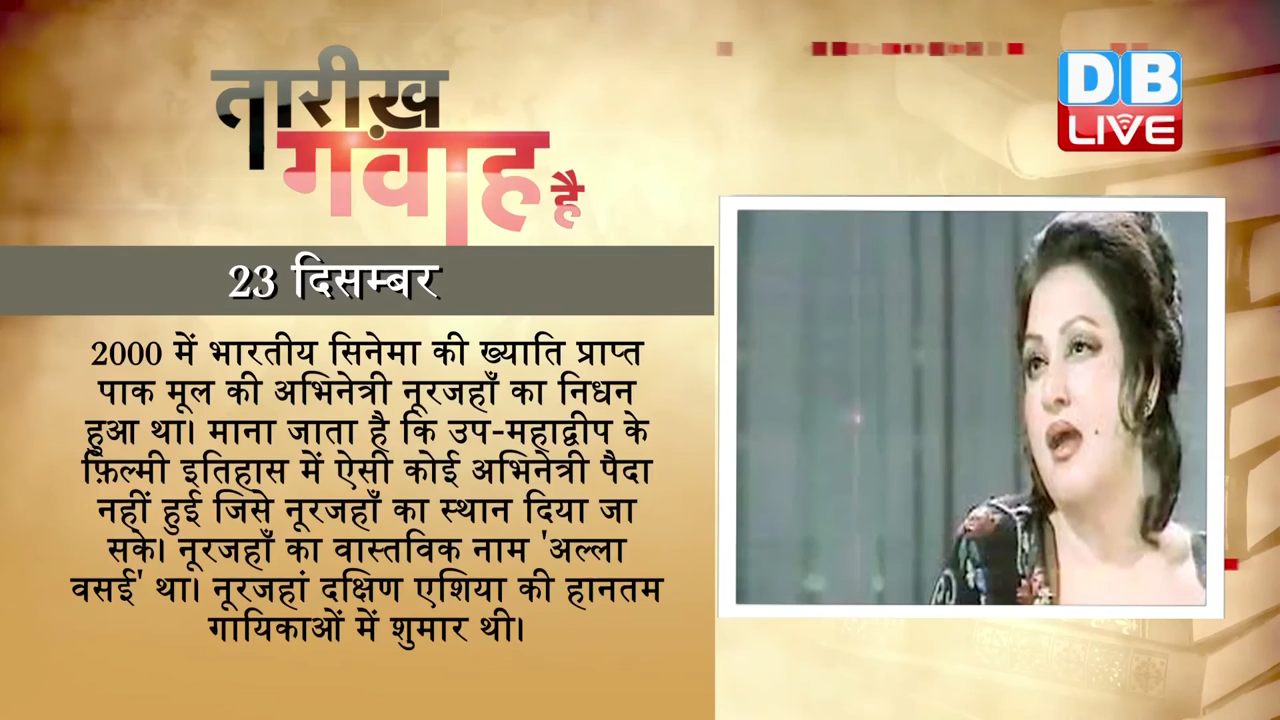 तारीख़
गवाह है
DB
LIVE
23 दिसम्बर
2000 में भारतीय सिनेमा की ख्याति प्राप्त
पाक मूल की अभिनेत्री नूरजहाँ का निधन
हुआ था। माना जाता है कि उप-महाद्वीप के
फ़िल्मी इतिहास में ऐसी कोई अभिनेत्री पैदा
नहीं हुई जिसे नूरजहाँ का स्थान दिया जा
सके। नूरजहाँ का वास्तविक नाम 'अल्ला
वसई' था। नूरजहां दक्षिण एशिया की हानतम
गायिकाओं में शुमार थी।